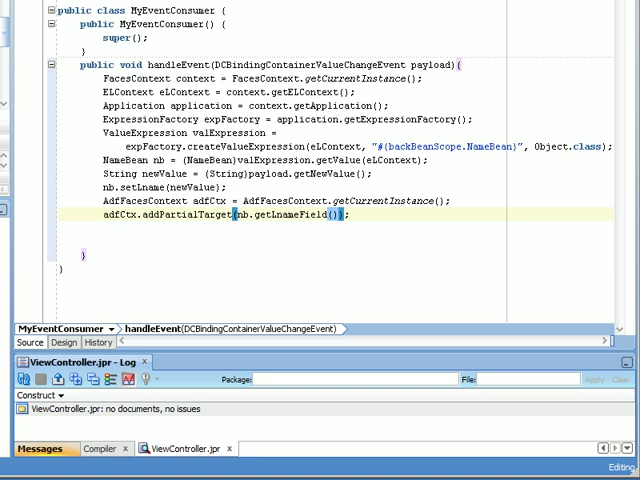 public class MyEventConsumer {
public MyEventConsumer() {
super();
}
public void handleEvent(DCBindingContainerValueChangeEvent payload){
FacesContext context = FacesContext.getCurrentInstance();
ELContext eLContext = context.getELContext();
Application application = context.getApplication();
ExpressionFactory expFactory = application.getExpressionFactory();
ValueExpression valExpression =
expFactory.createValueExpression(eLContext, "#{backBeanScope.NameBean}", Object.class);
NameBean nb = (NameBean)valExpression.getValue(eLContext);
String newValue = (String)payload.getNewValue();
nb.setLname(newValue);
AdfFacesContext adfCtx = AdfFacesContext.getCurrentInstance();
adfCtx.addPartialTarget(nb.getLnameField());
}
}
MyEventConsumer handleEvent(DCBindingContainerValueChangeEvent)
Source Design History
ViewController.jpr - Log x
Package: File: Apply Clear
Construct
ViewController.jpr: no documents, no issues
Messages Compiler x ViewController.jpr x
Editing